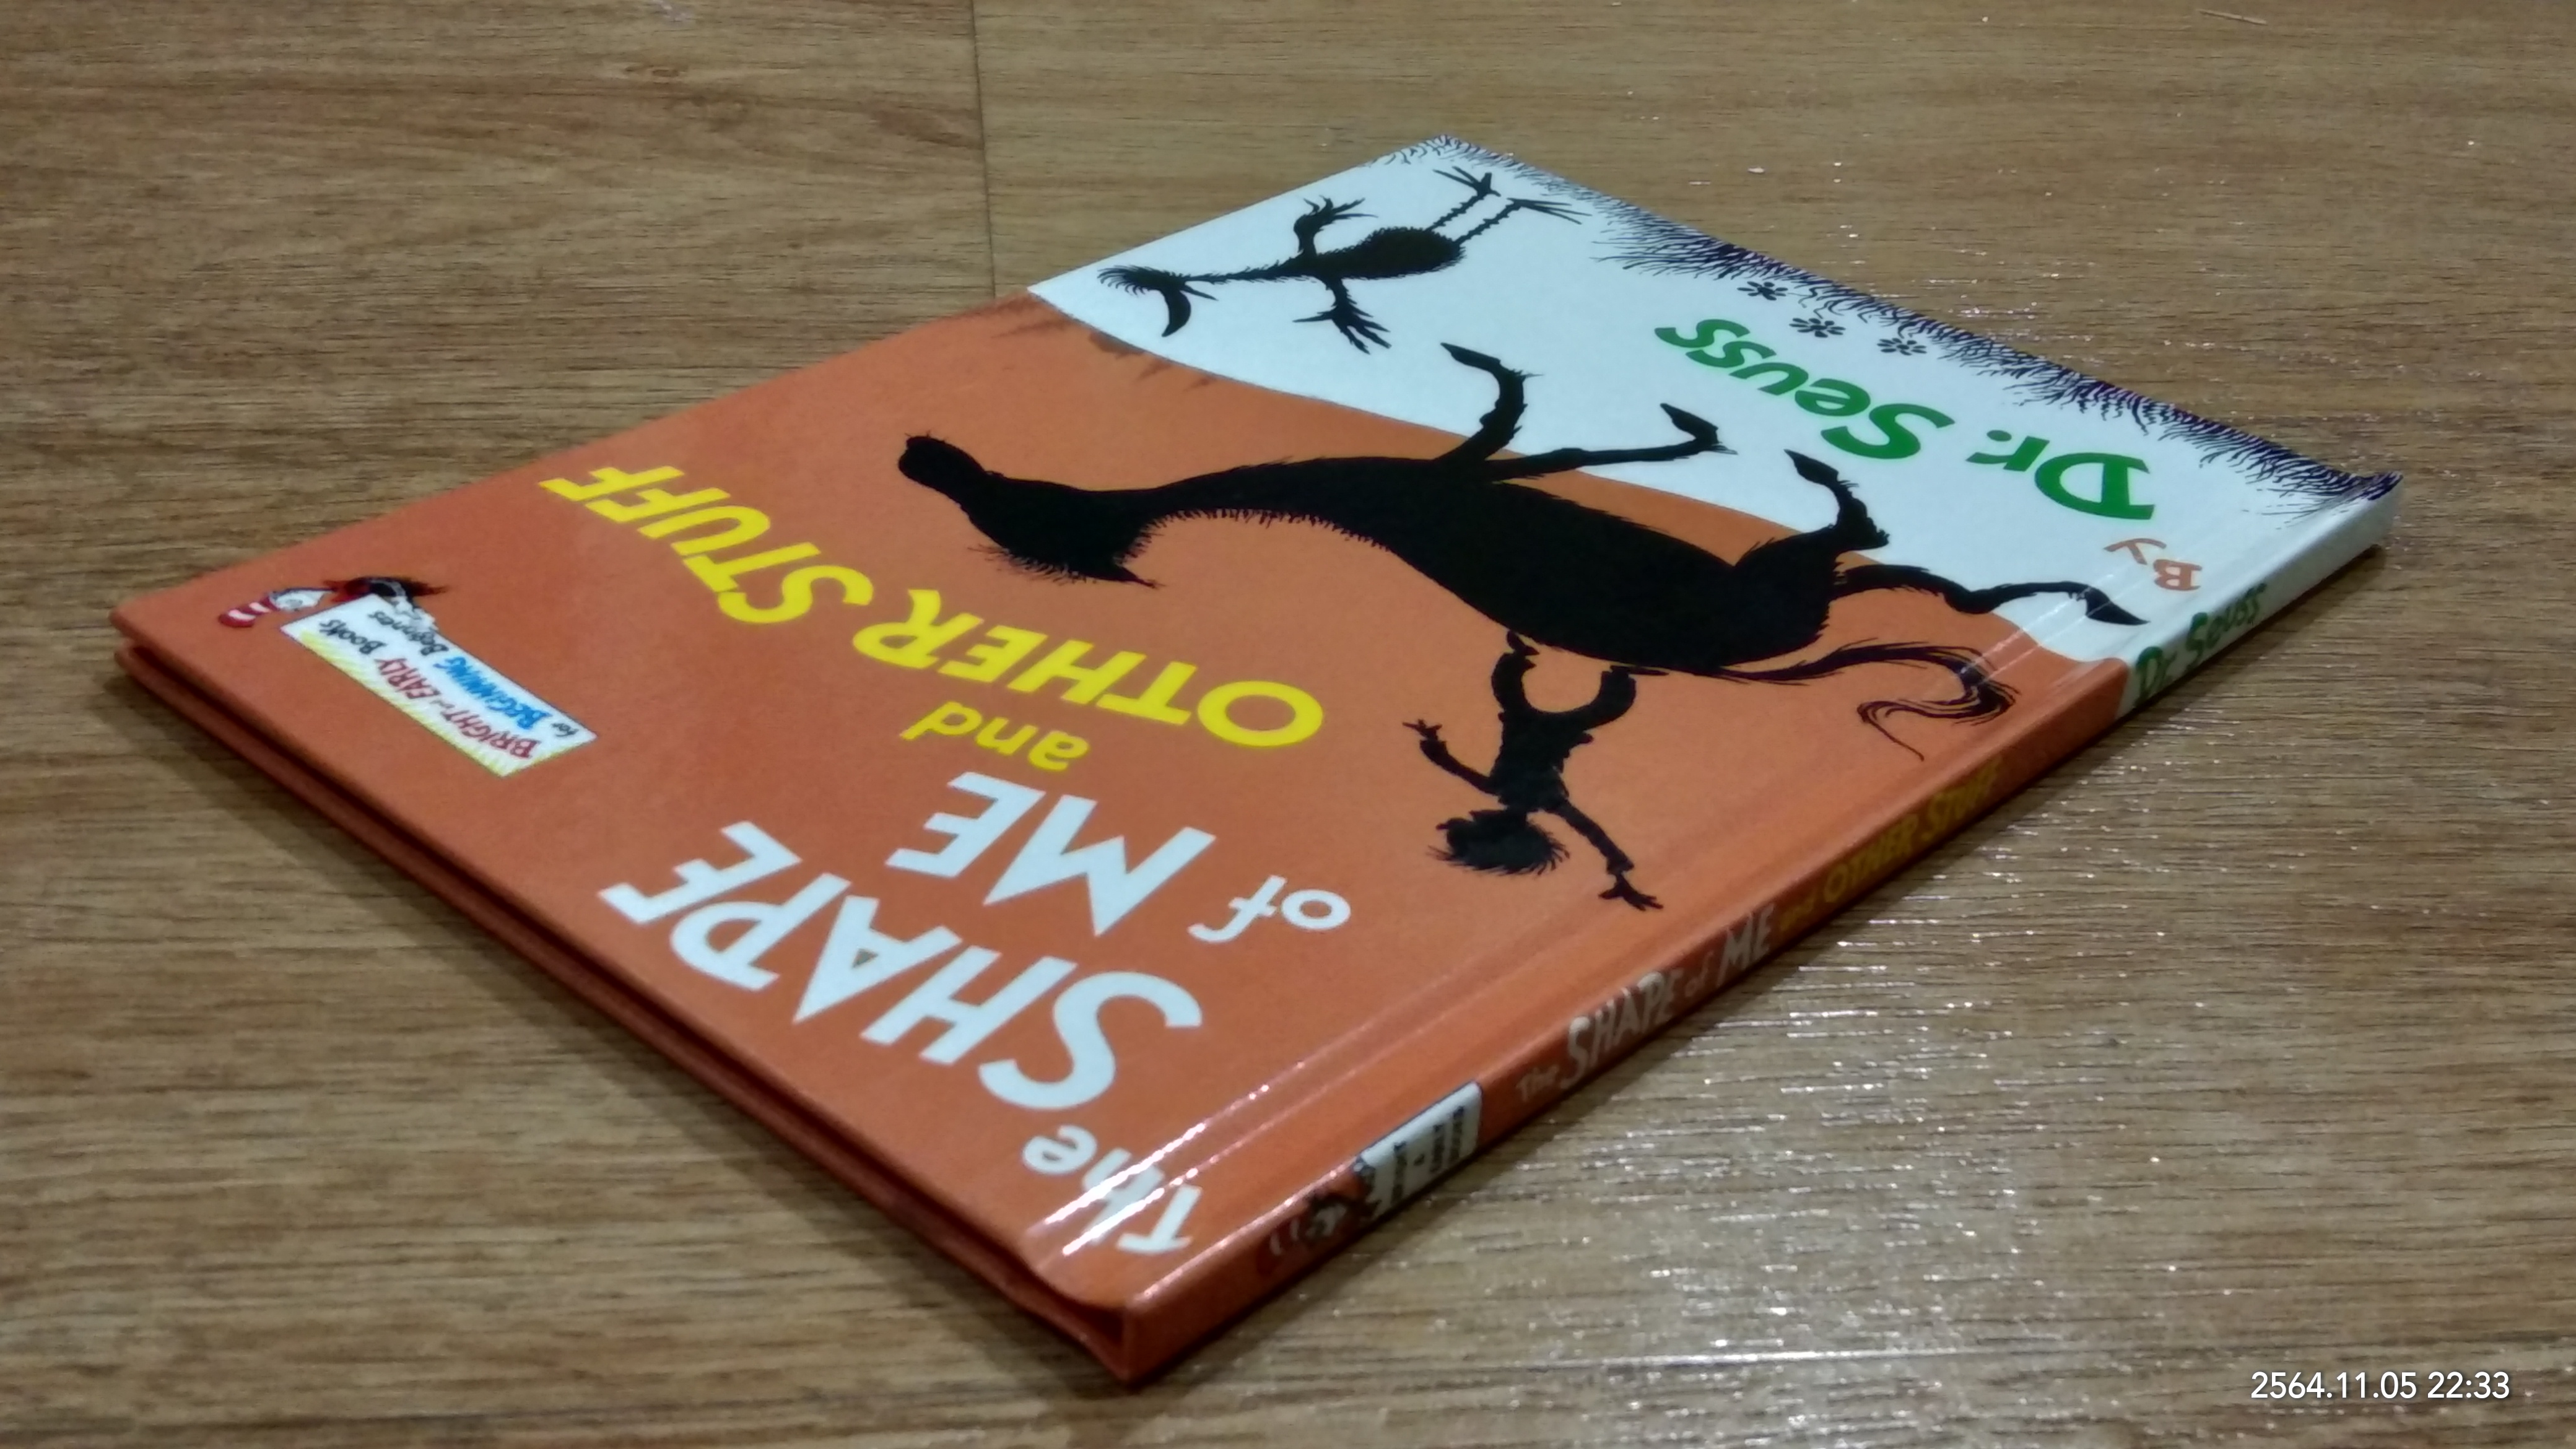 The
SHAPE
of ME
and
OTHER STUFF
BRIGHT and EARLY BOOKS
for BEGINNING Beginners
By
Dr. Seuss
The SHAPE of ME and OTHER STUFF
Dr. Seuss
2564.11.05 22:33